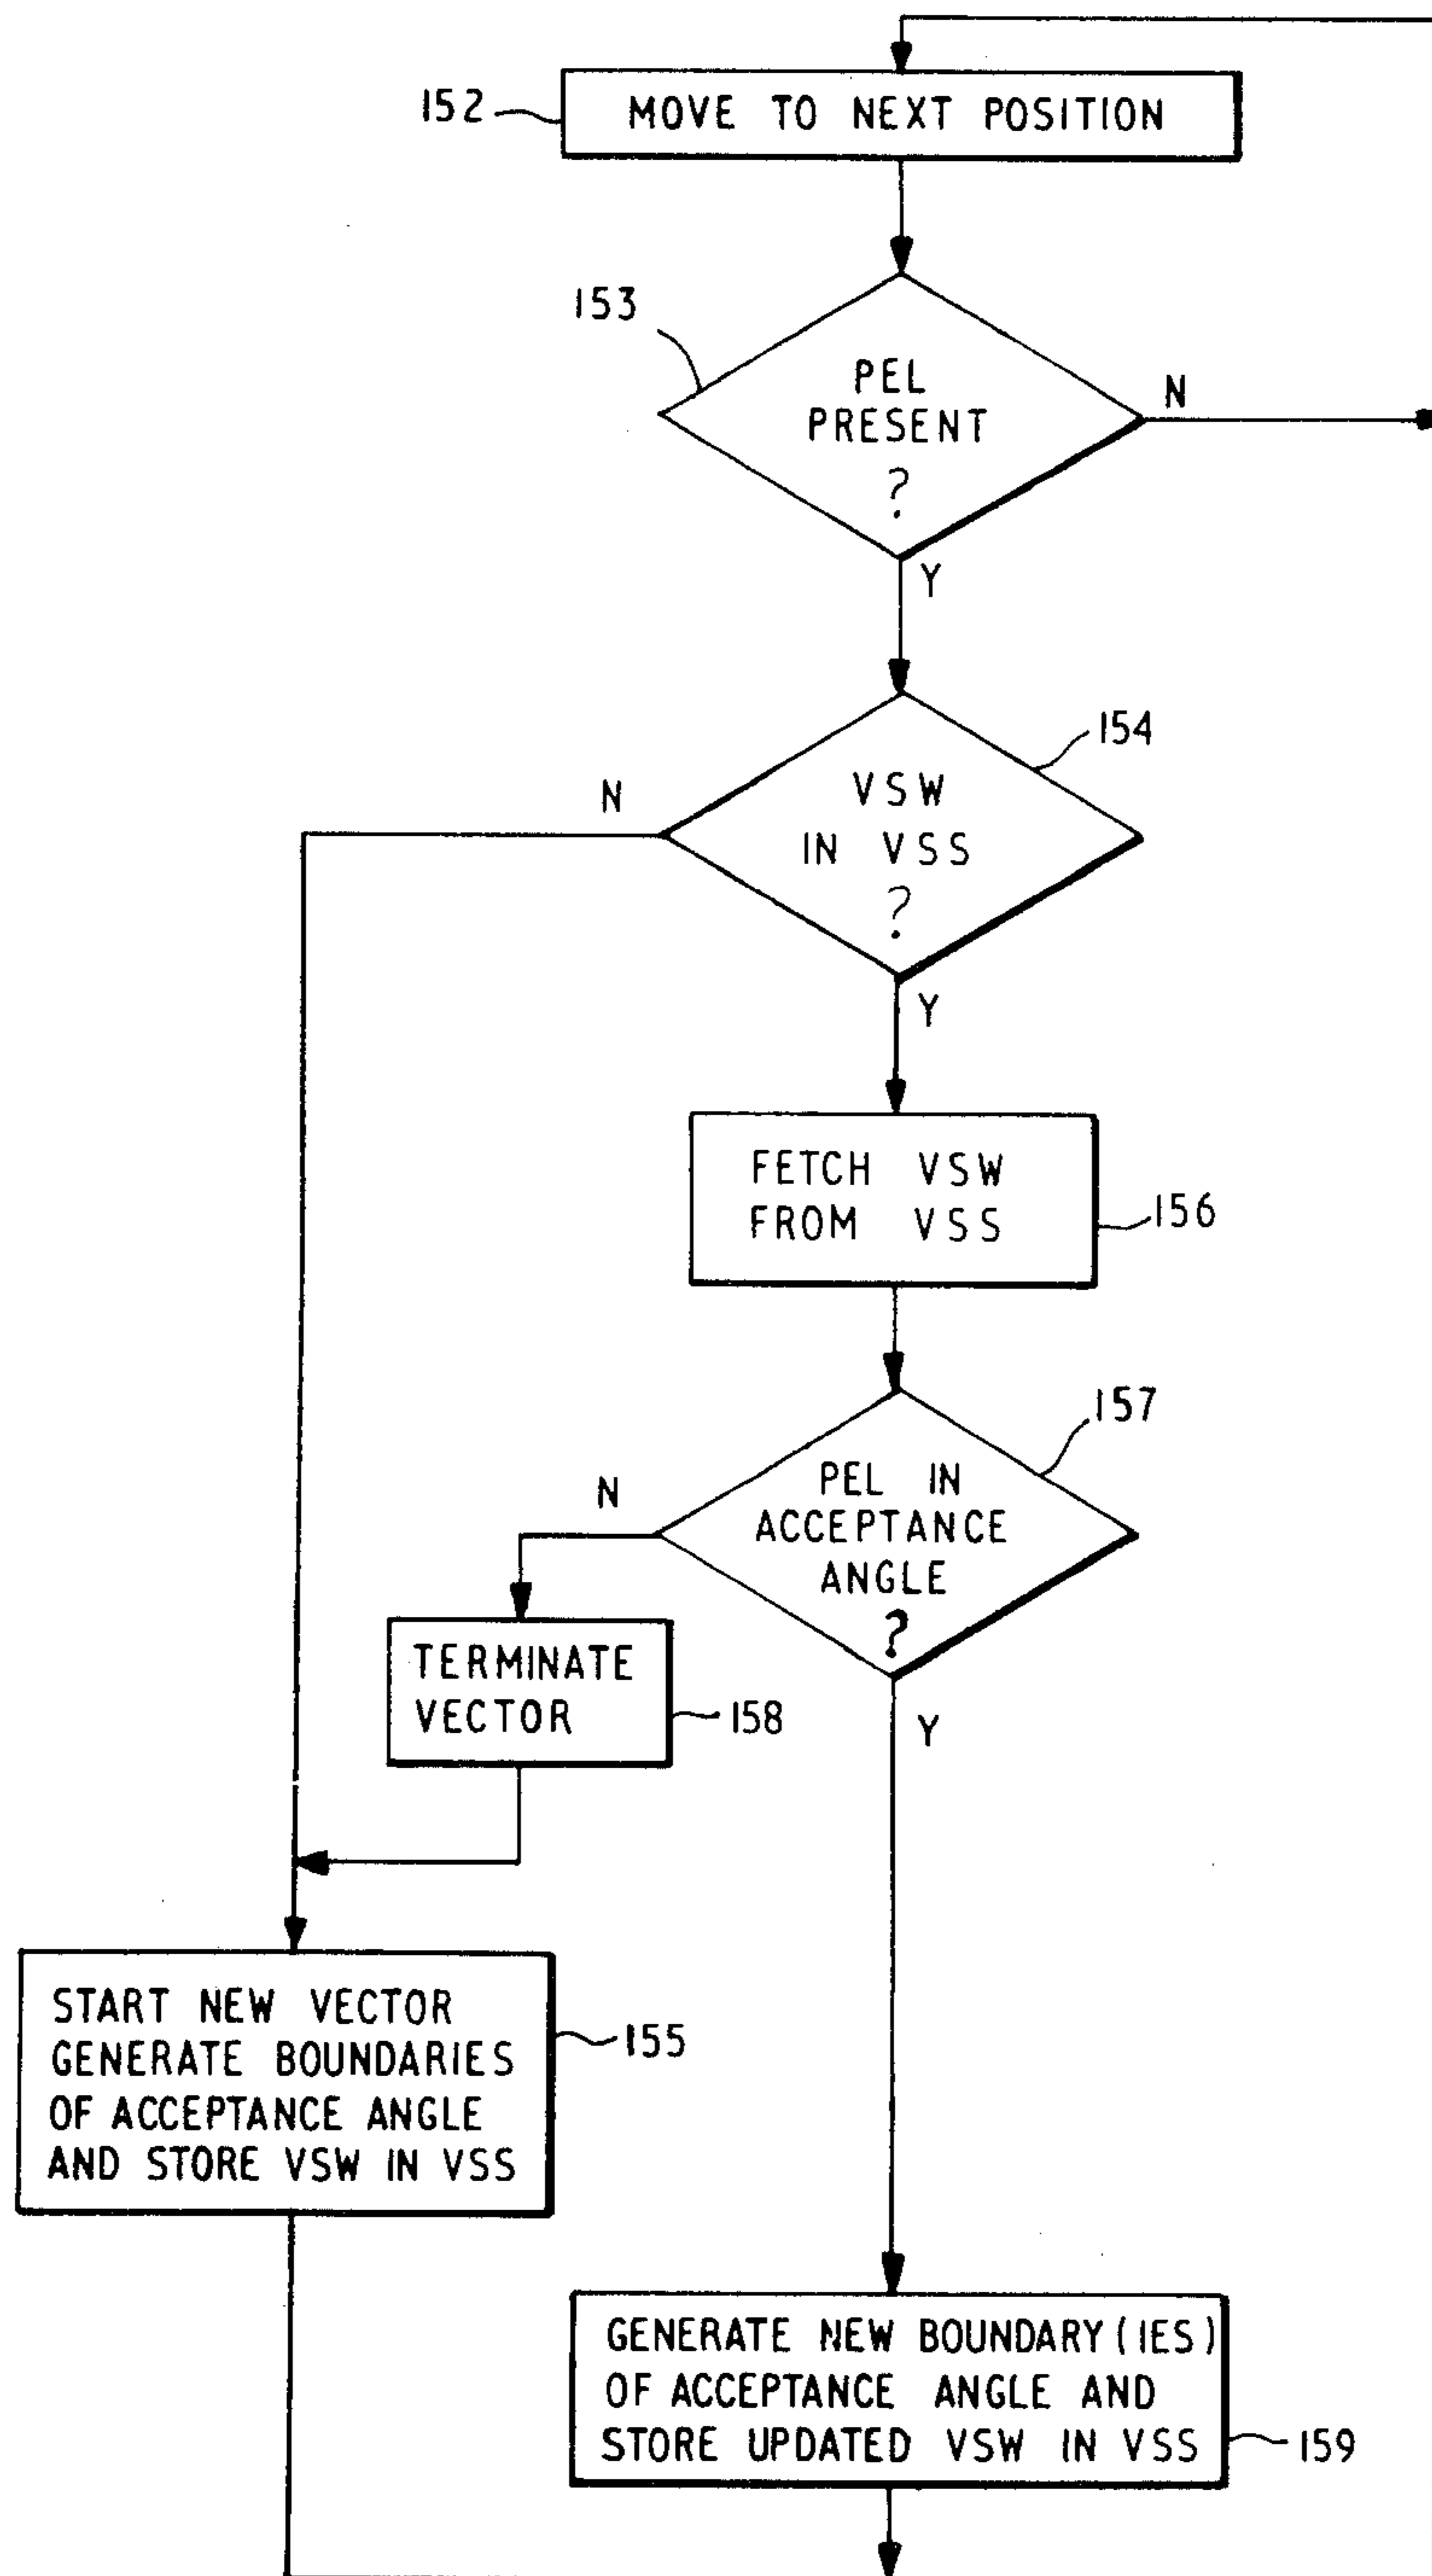 152
MOVE TO NEXT POSITION
153
PEL
PRESENT
?
N
Y
154
VSW
IN VSS
?
N
Y
FETCH VSW
FROM VSS
156
157
PEL IN
ACCEPTANCE
ANGLE
?
N
Y
TERMINATE
VECTOR
158
START NEW VECTOR
GENERATE BOUNDARIES
OF ACCEPTANCE ANGLE
AND STORE VSW IN VSS
155
GENERATE NEW BOUNDARY(IES)
OF ACCEPTANCE ANGLE AND
STORE UPDATED VSW IN VSS
159